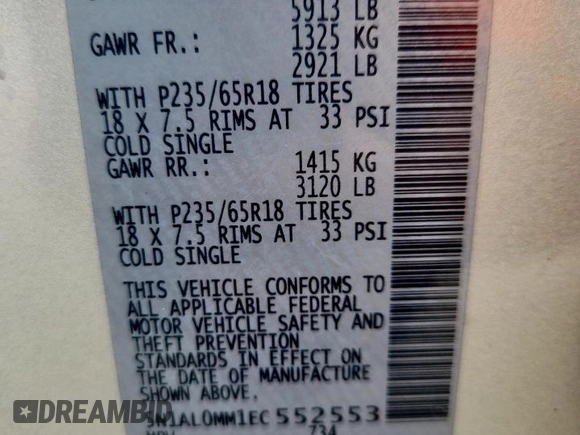 5913 LB
GAWR FR.: 1325 KG
2921 LB
WITH P235/65R18 TIRES
18 X 7.5 RIMS AT 33 PSI
COLD SINGLE
GAWR RR.: 1415 KG
3120 LB
WITH P235/65R18 TIRES
18 X 7.5 RIMS AT 33 PSI
COLD SINGLE
THIS VEHICLE CONFORMS TO
ALL APPLICABLE FEDERAL
MOTOR VEHICLE SAFETY AND
THEFT PREVENTION
STANDARDS IN EFFECT ON
THE DATE OF MANUFACTURE
SHOWN ABOVE.
5N1AL0MM1EC552553
MPV 734
DREAMBID